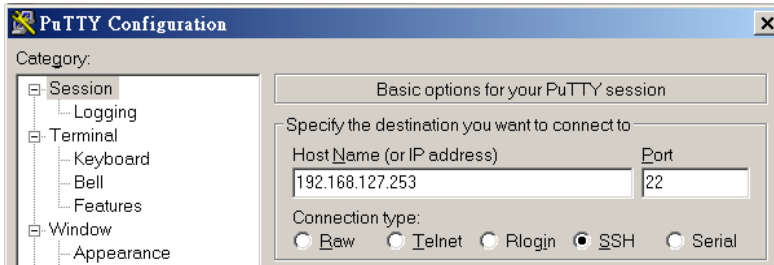 PuTTY Configuration
Category:
Session
Logging
Terminal
Keyboard
Bell
Features
Window
Appearance
Basic options for your PuTTY session
Specify the destination you want to connect to
Host Name (or IP address) Port
192.168.127.253 22
Connection type:
Raw Telnet Rlogin SSH Serial